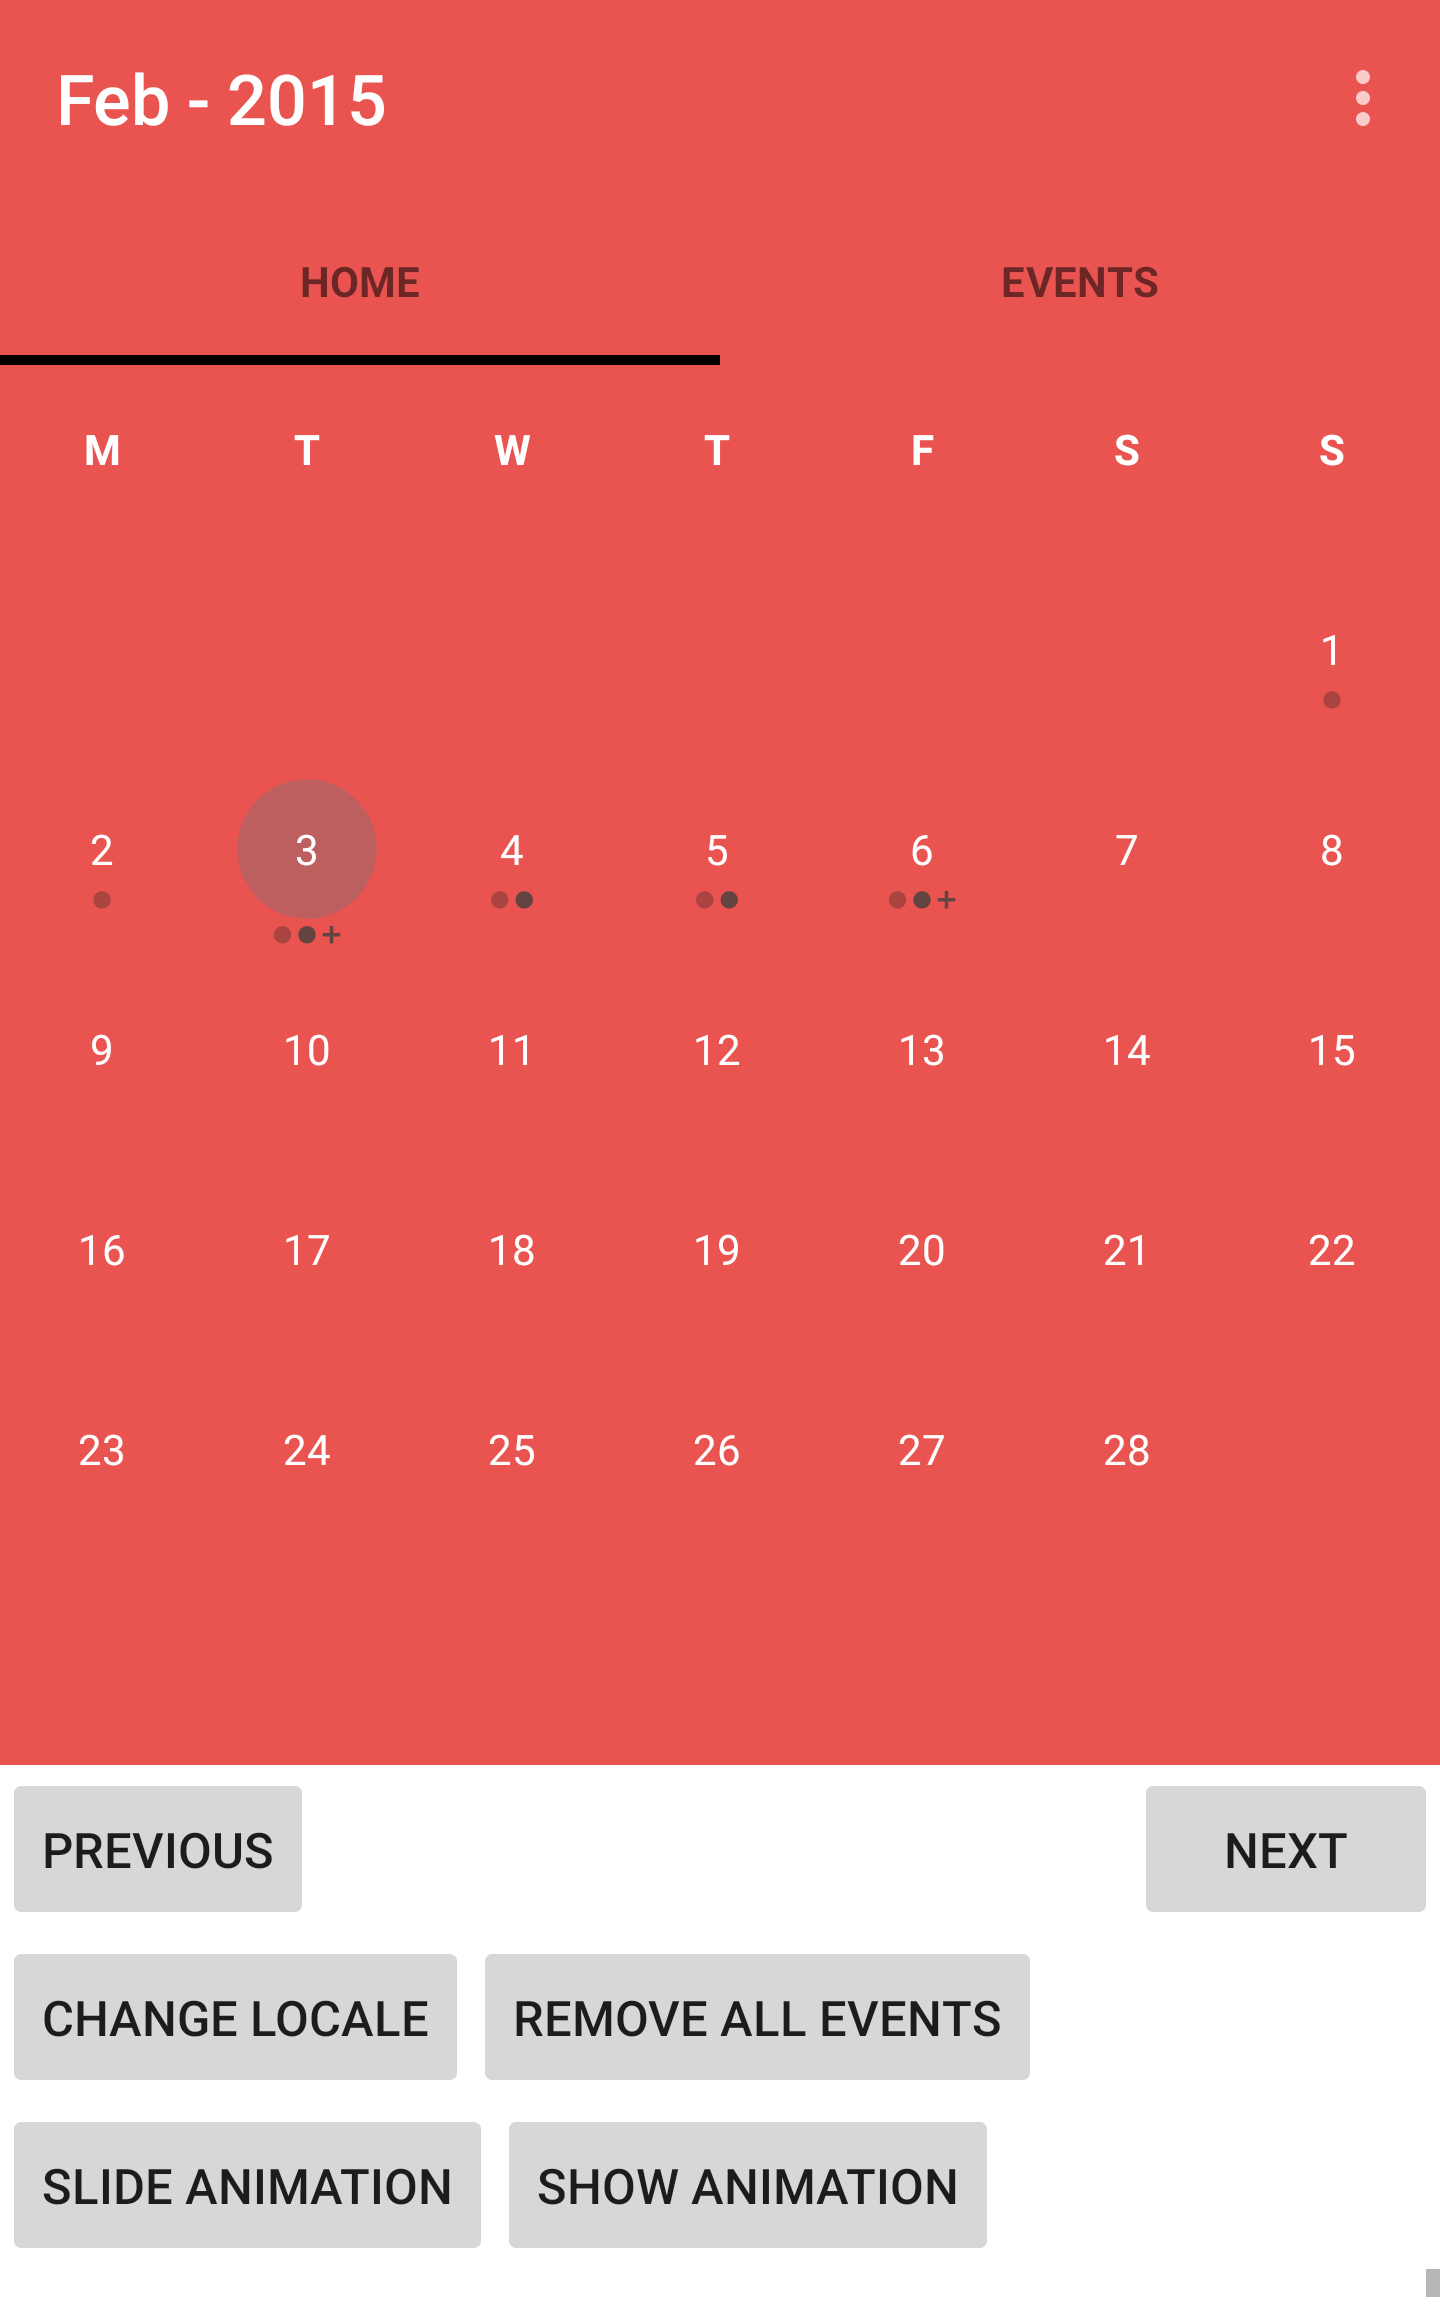 Feb - 2015
HOME EVENTS
M T W T F S S
1
2 3 4 5 6 7 8
+
+
9 10 11 12 13 14 15
16 17 18 19 20 21 22
23 24 25 26 27 28
PREVIOUS NEXT
CHANGE LOCALE REMOVE ALL EVENTS
SLIDE ANIMATION SHOW ANIMATION